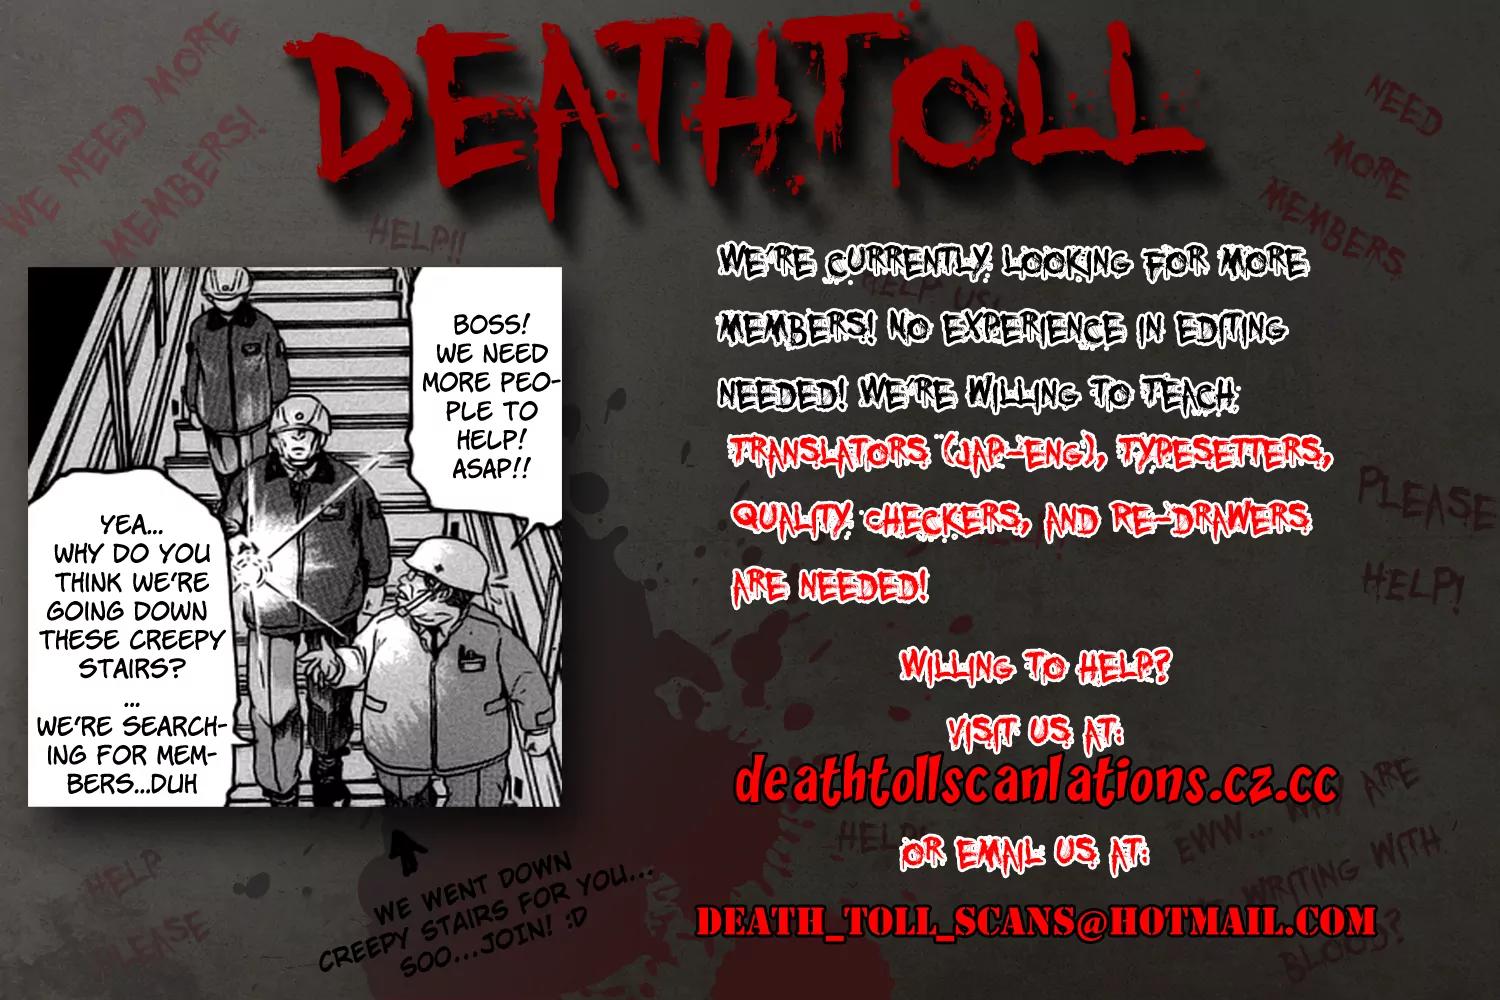 DEATHTOLL
WE NEED MORE
MEMBERS!
HELP!!
NEED
MORE
MEMBERS
WE'RE CURRENTLY LOOKING FOR MORE
HELP US!
MEMBERS! NO EXPERIENCE IN EDITING
NEEDED! WE'RE WILLING TO TEACH
TRANSLATORS (JAP-ENG), TYPESETTERS,
QUALITY CHECKERS, AND RE-DRAWERS
ARE NEEDED!
BOSS!
WE NEED
MORE PEO-
PLE TO
HELP!
ASAP!!
YEA...
WHY DO YOU
THINK WE'RE
GOING DOWN
THESE CREEPY
STAIRS?
...
WE'RE SEARCH-
ING FOR MEM-
BERS...DUH
PLEASE
HELP!
WILLING TO HELP?
VISIT US AT:
deathtollscanlations.cz.cc
OR EMAIL US AT:
DEATH_TOLL_SCANS@HOTMAIL.COM
WE WENT DOWN
CREEPY STAIRS FOR YOU...
SOO...JOIN! :D
HELP
PLEASE
HELP!
EWW... WHY ARE
WRITING WITH
BLOOD?